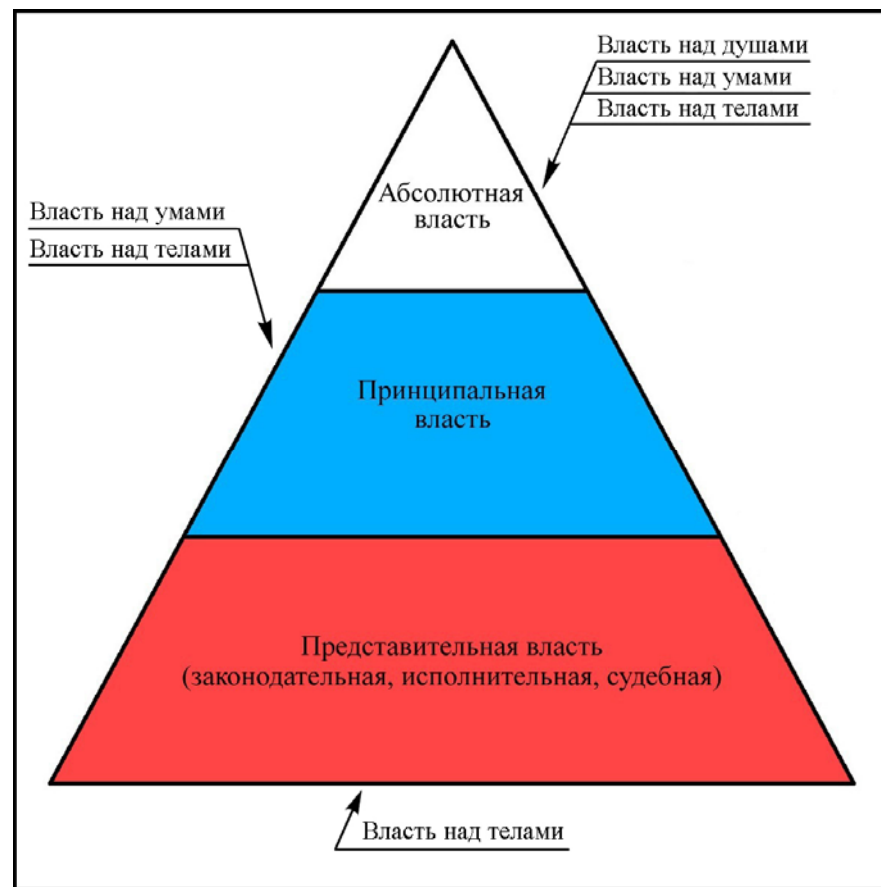 Власть над душами
Власть над умами
Власть над телами
Абсолютная
власть
Власть над умами
Власть над телами
Принципальная
власть
Представительная власть
(законодательная, исполнительная, судебная)
Власть над телами